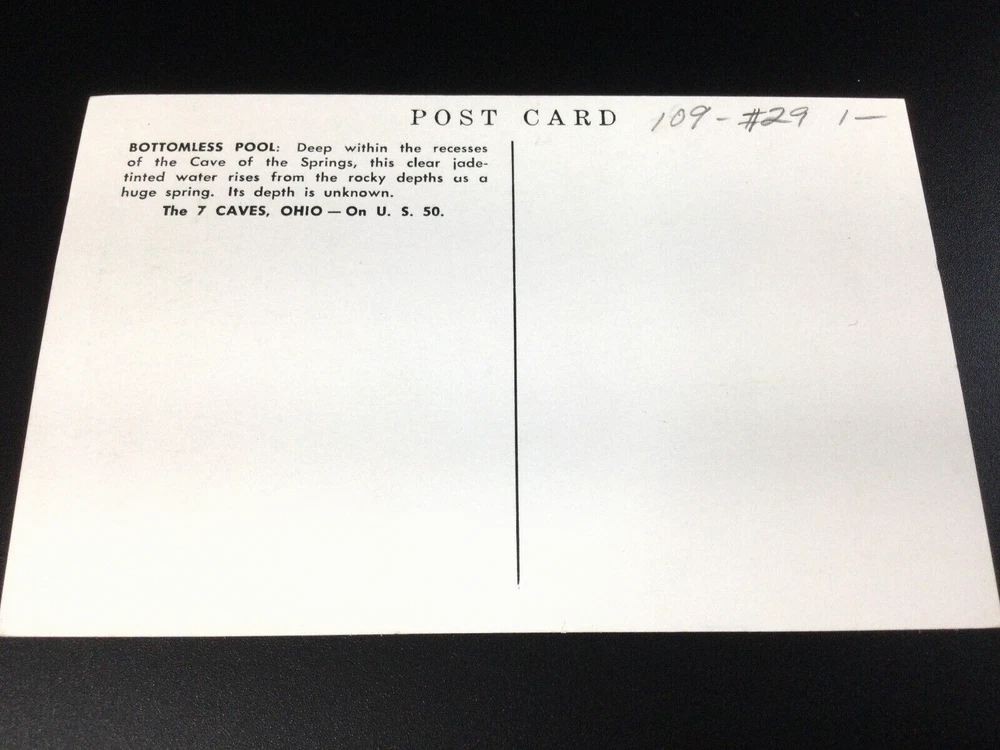 POST CARD 109-#29 1—
BOTTOMLESS POOL: Deep within the recesses
of the Cave of the Springs, this clear jade-
tinted water rises from the rocky depths as a
huge spring. Its depth is unknown.
The 7 CAVES, OHIO — On U. S. 50.